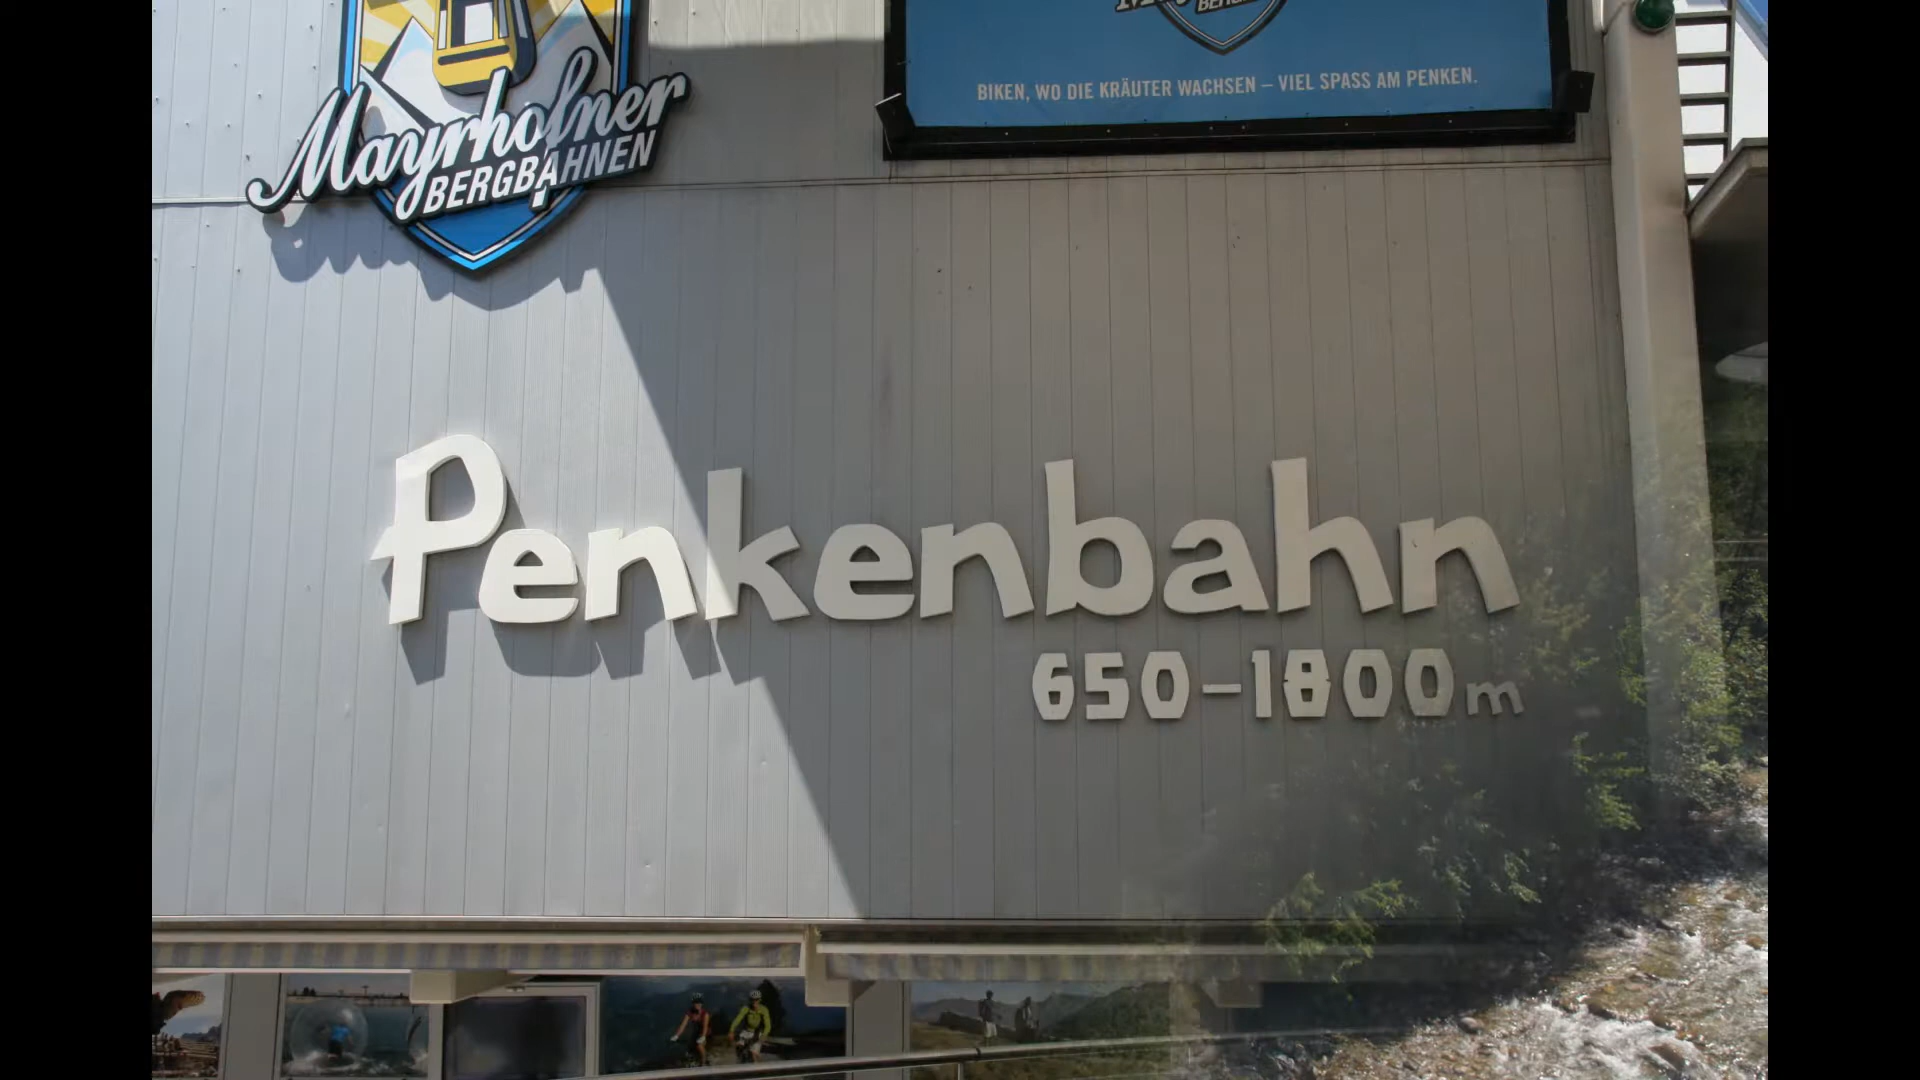 Mayrhofner
BERGBAHNEN
BIKEN, WO DIE KRÄUTER WACHSEN – VIEL SPASS AM PENKEN.
Penkenbahn
650-1800m